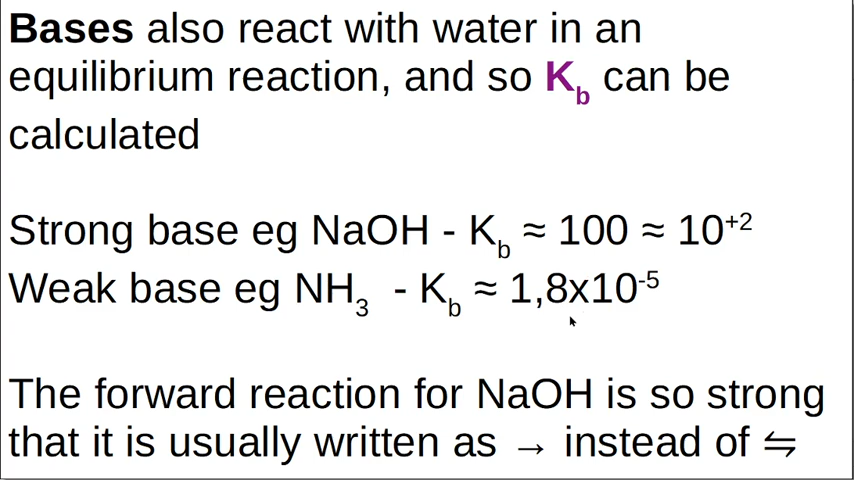 Bases also react with water in an
equilibrium reaction, and so Kb can be
calculated
Strong base eg NaOH - Kb ≈ 100 ≈ 10+2
Weak base eg NH3 - Kb ≈ 1,8x10-5
The forward reaction for NaOH is so strong
that it is usually written as → instead of ⇋